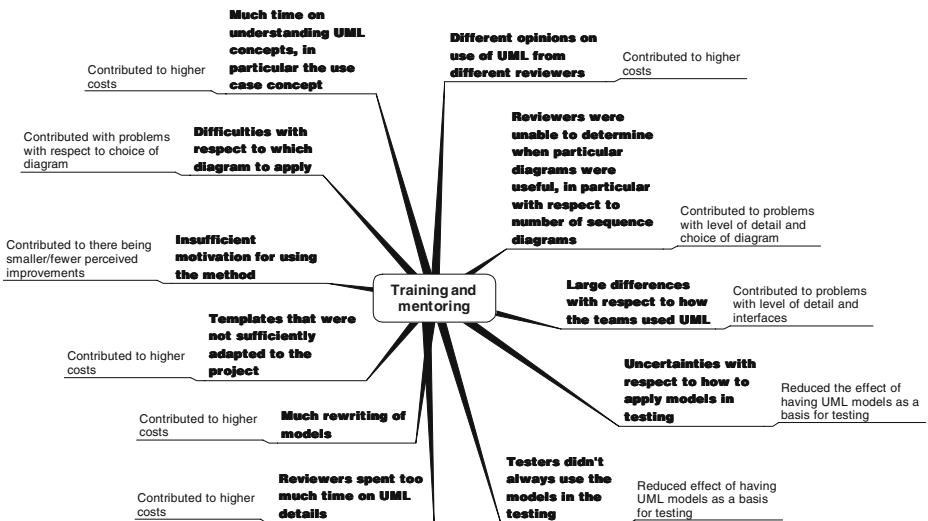 Much time on
understanding UML
concepts, in
particular the use
case concept
Contributed to higher
costs
Difficulties with
respect to which
diagram to apply
Contributed with problems
with respect to choice of
diagram
Insufficient
motivation for using
the method
Contributed to there being
smaller/fewer perceived
improvements
Templates that were
not sufficiently
adapted to the
project
Contributed to higher
costs
Much rewriting of
models
Contributed to higher
costs
Reviewers spent too
much time on UML
details
Contributed to higher
costs
Training and
mentoring
Different opinions on
use of UML from
different reviewers
Contributed to higher
costs
Reviewers were
unable to determine
when particular
diagrams were
useful, in particular
with respect to
number of sequence
diagrams
Contributed to problems
with level of detail and
choice of diagram
Large differences
with respect to how
the teams used UML
Contributed to problems
with level of detail and
interfaces
Uncertainties with
respect to how to
apply models in
testing
Reduced the effect of
having UML models as a
basis for testing
Testers didn't
always use the
models in the
testing
Reduced effect of having
UML models as a basis
for testing